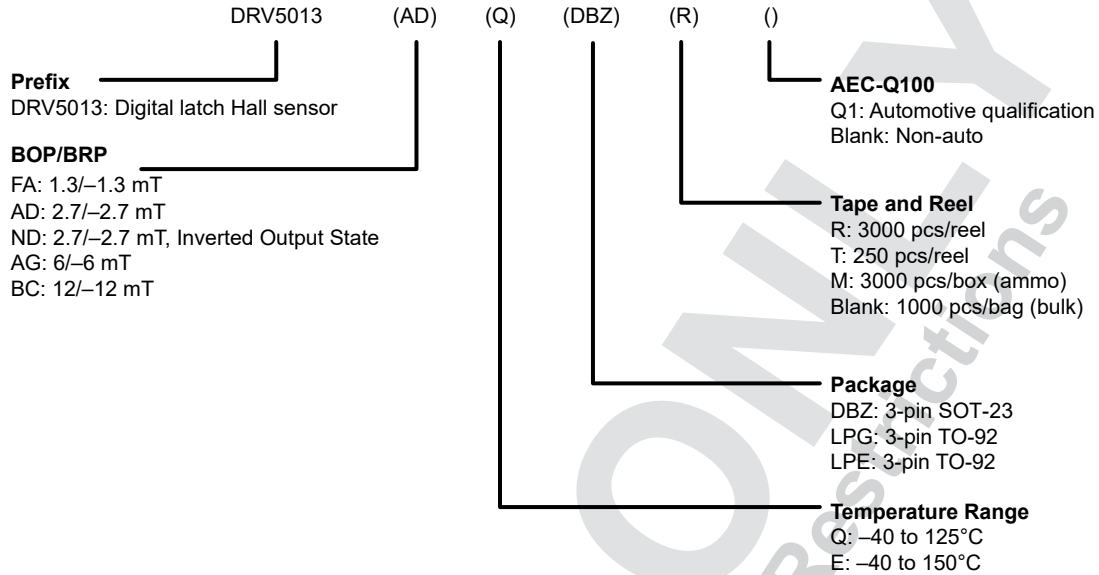 DRV5013 (AD) (Q) (DBZ) (R) ()
Prefix
DRV5013: Digital latch Hall sensor
BOP/BRP
FA: 1.3/–1.3 mT
AD: 2.7/–2.7 mT
ND: 2.7/–2.7 mT, Inverted Output State
AG: 6/–6 mT
BC: 12/–12 mT
AEC-Q100
Q1: Automotive qualification
Blank: Non-auto
Tape and Reel
R: 3000 pcs/reel
T: 250 pcs/reel
M: 3000 pcs/box (ammo)
Blank: 1000 pcs/bag (bulk)
Package
DBZ: 3-pin SOT-23
LPG: 3-pin TO-92
LPE: 3-pin TO-92
Temperature Range
Q: –40 to 125°C
E: –40 to 150°C
ONLY
Restrictions